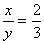 x/y = 2/3